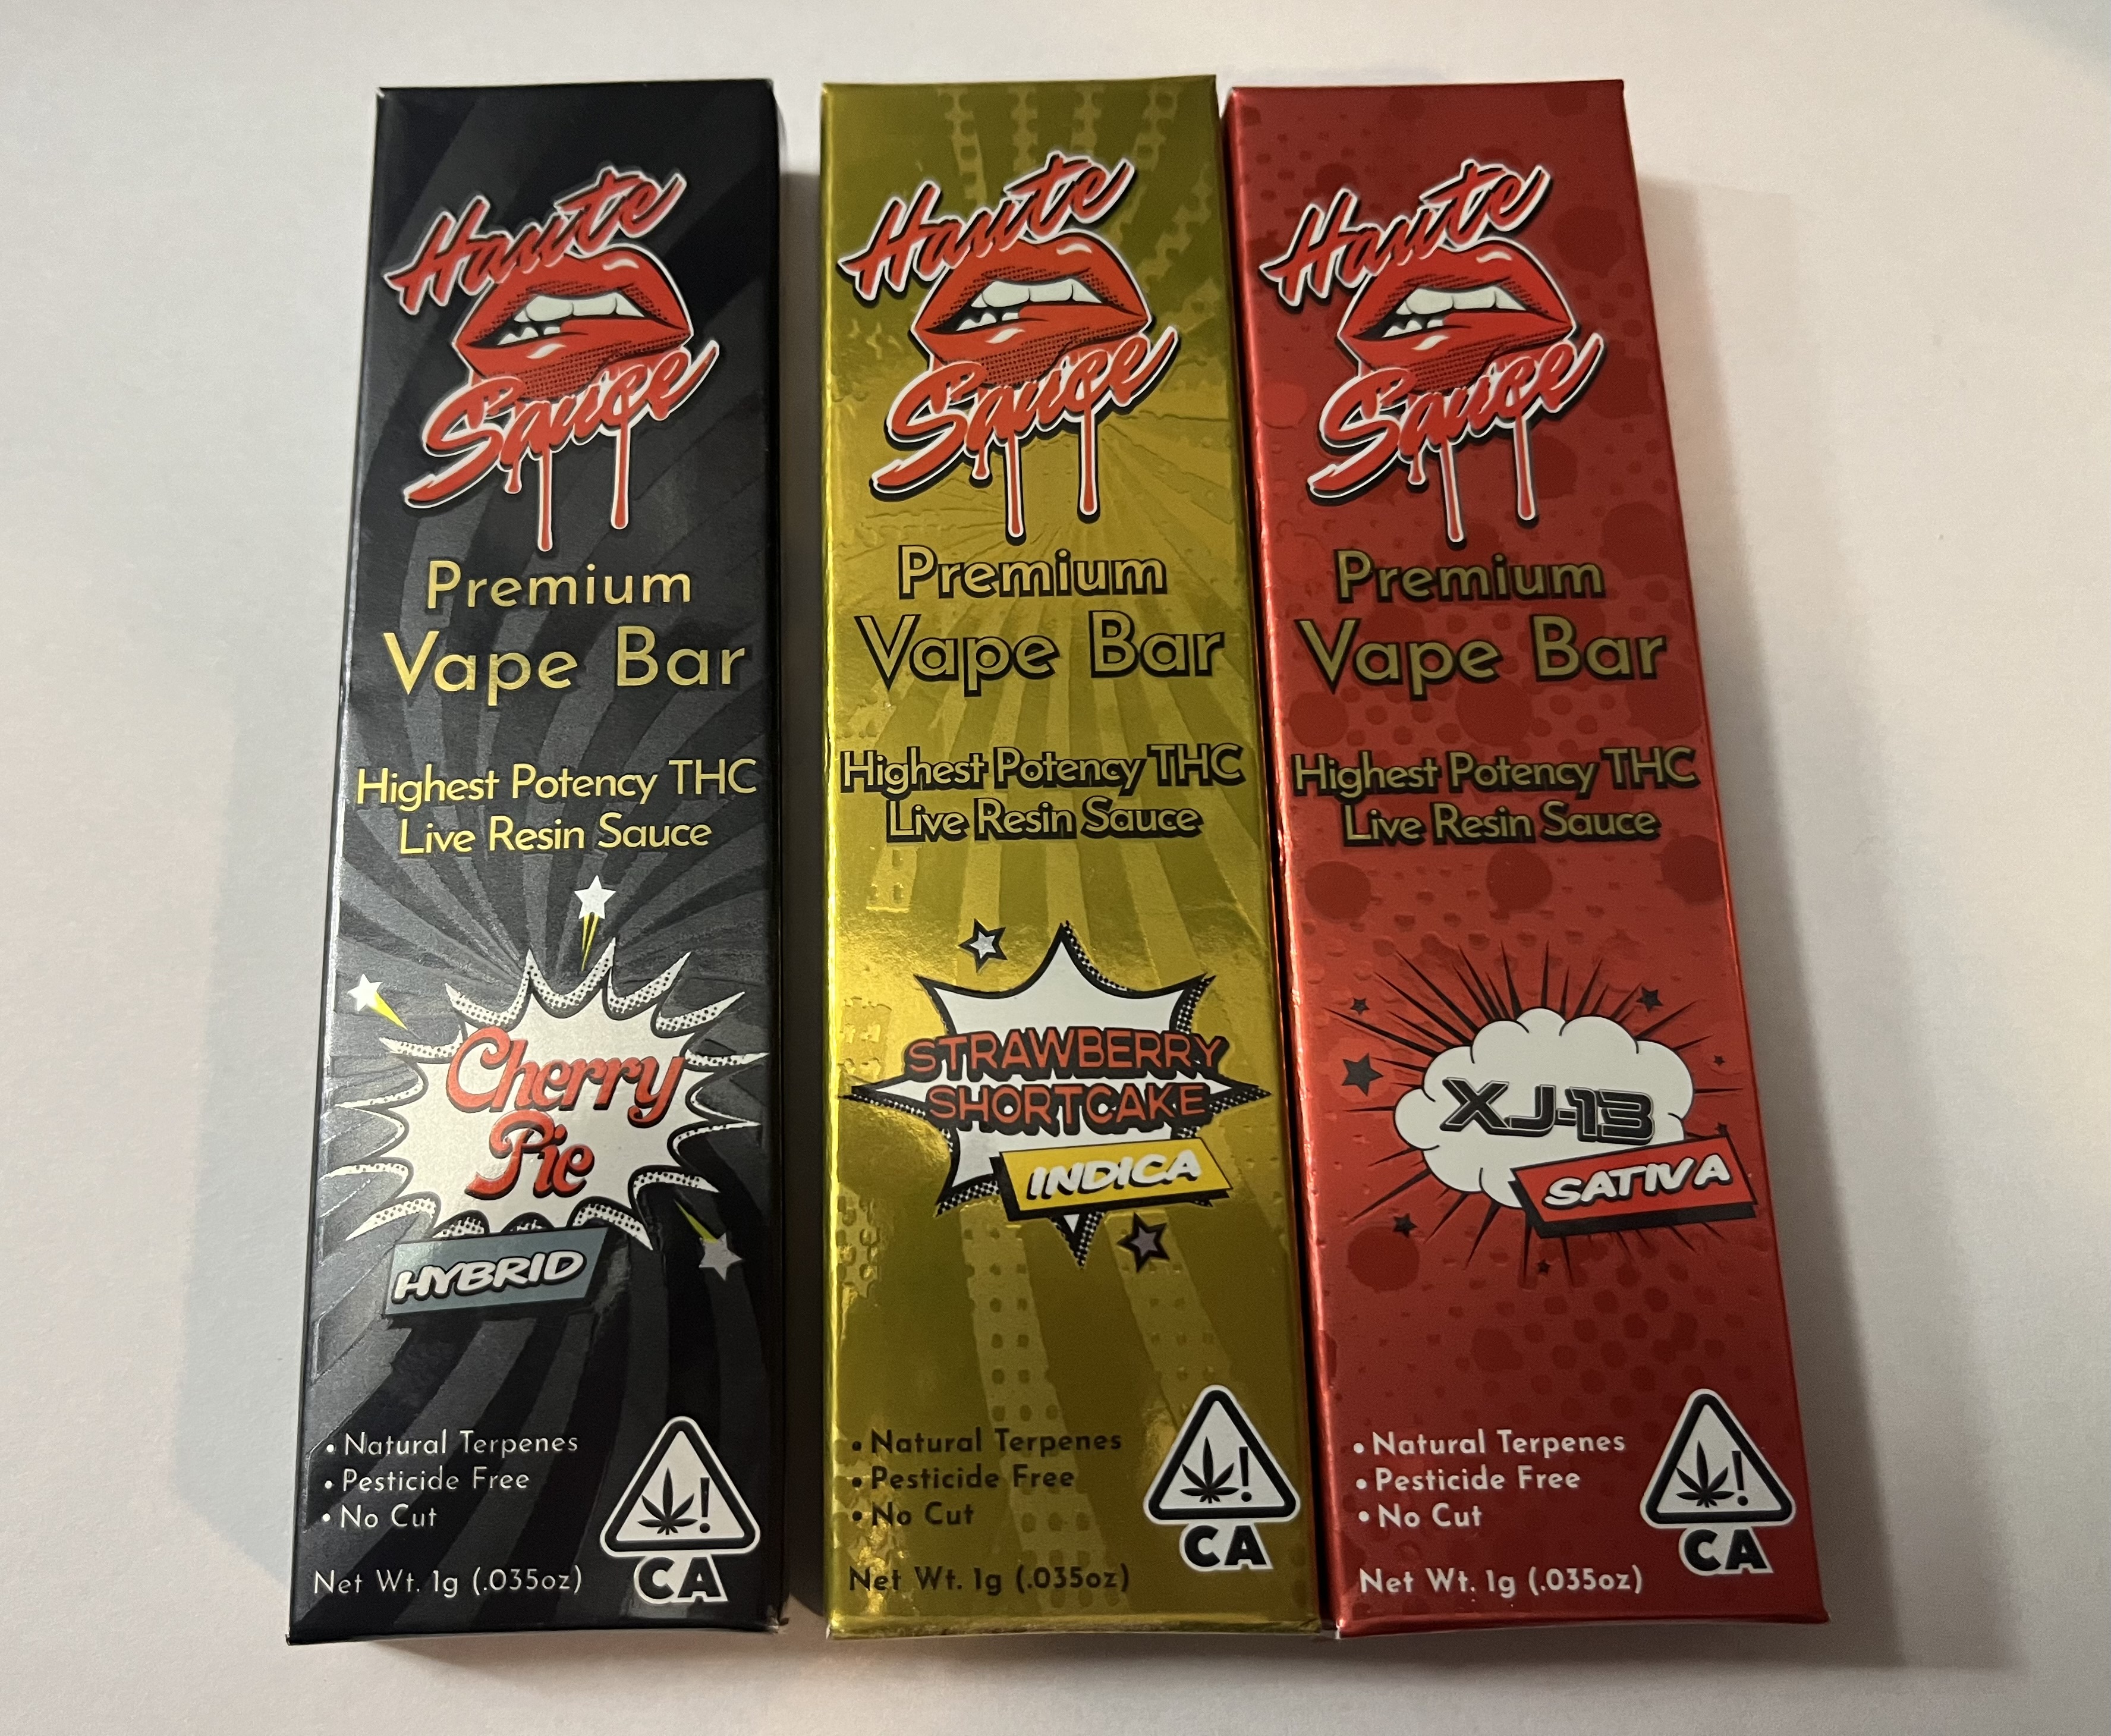 Haute
Sauce
Premium
Vape Bar
Highest Potency THC
Live Resin Sauce
Cherry
Pie
HYBRID
• Natural Terpenes
• Pesticide Free
• No Cut
Net Wt. 1g (.035oz)
CA
Haute
Sauce
Premium
Vape Bar
Highest Potency THC
Live Resin Sauce
STRAWBERRY
SHORTCAKE
INDICA
• Natural Terpenes
• Pesticide Free
• No Cut
Net Wt. 1g (.035oz)
!
CA
Haute
Sauce
Premium
Vape Bar
Highest Potency THC
Live Resin Sauce
XJ-13
SATIVA
• Natural Terpenes
• Pesticide Free
• No Cut
Net Wt. 1g (.035oz)
!
CA